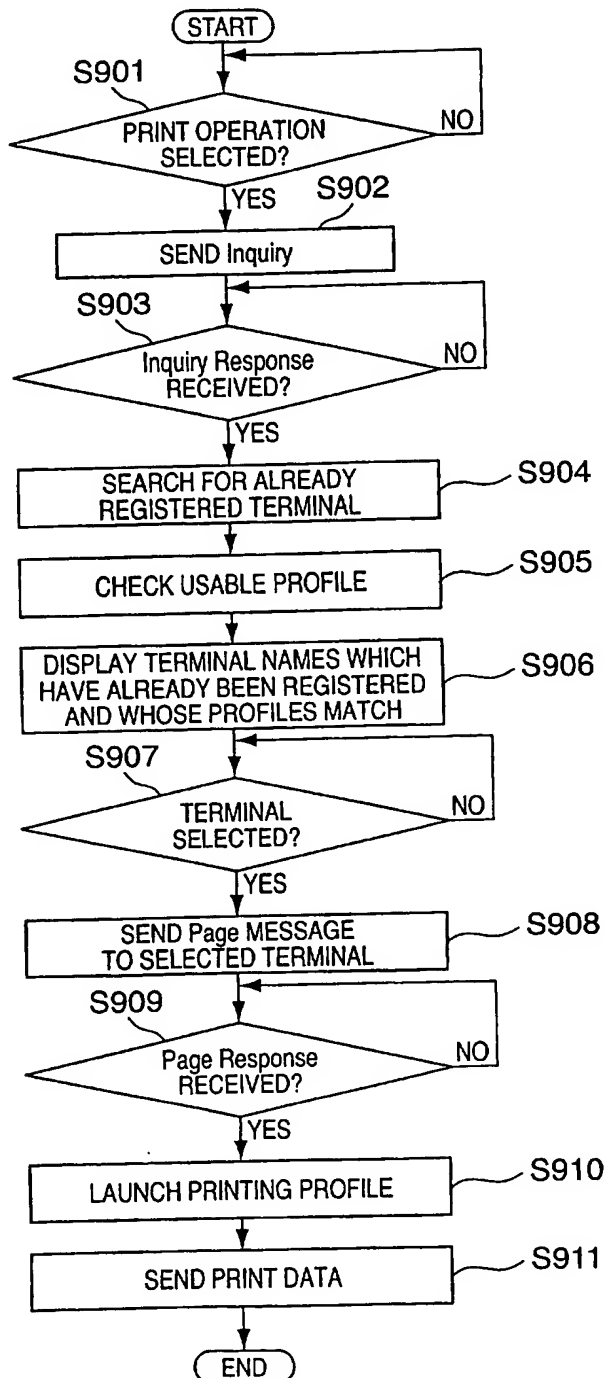 START
S901
PRINT OPERATION
SELECTED?
NO
YES
S902
SEND Inquiry
S903
Inquiry Response
RECEIVED?
NO
YES
SEARCH FOR ALREADY
REGISTERED TERMINAL
S904
CHECK USABLE PROFILE
S905
DISPLAY TERMINAL NAMES WHICH
HAVE ALREADY BEEN REGISTERED
AND WHOSE PROFILES MATCH
S906
S907
TERMINAL
SELECTED?
NO
YES
SEND Page MESSAGE
TO SELECTED TERMINAL
S908
S909
Page Response
RECEIVED?
NO
YES
LAUNCH PRINTING PROFILE
S910
SEND PRINT DATA
S911
END